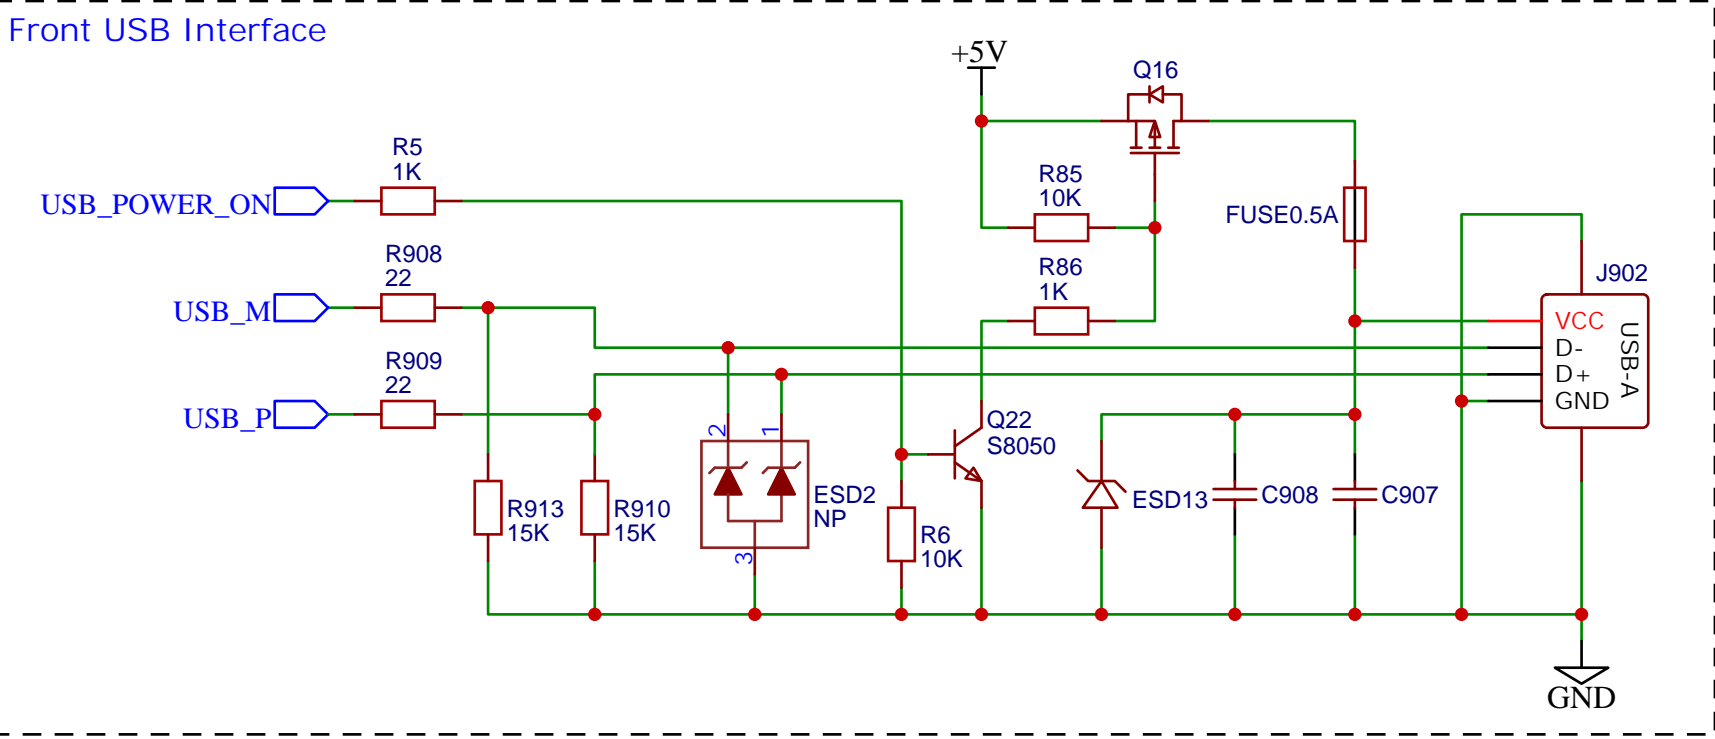 Front USB Interface
+5V
Q16
R5
1K
R85
10K
USB_POWER_ON
FUSE0.5A
R908
22
R86
1K
J902
USB_M
VCC
D-
D+
GND
USB-A
R909
22
USB_P
2
1
Q22
S8050
R913
15K
R910
15K
ESD2
NP
ESD13
C908
C907
R6
10K
3
GND